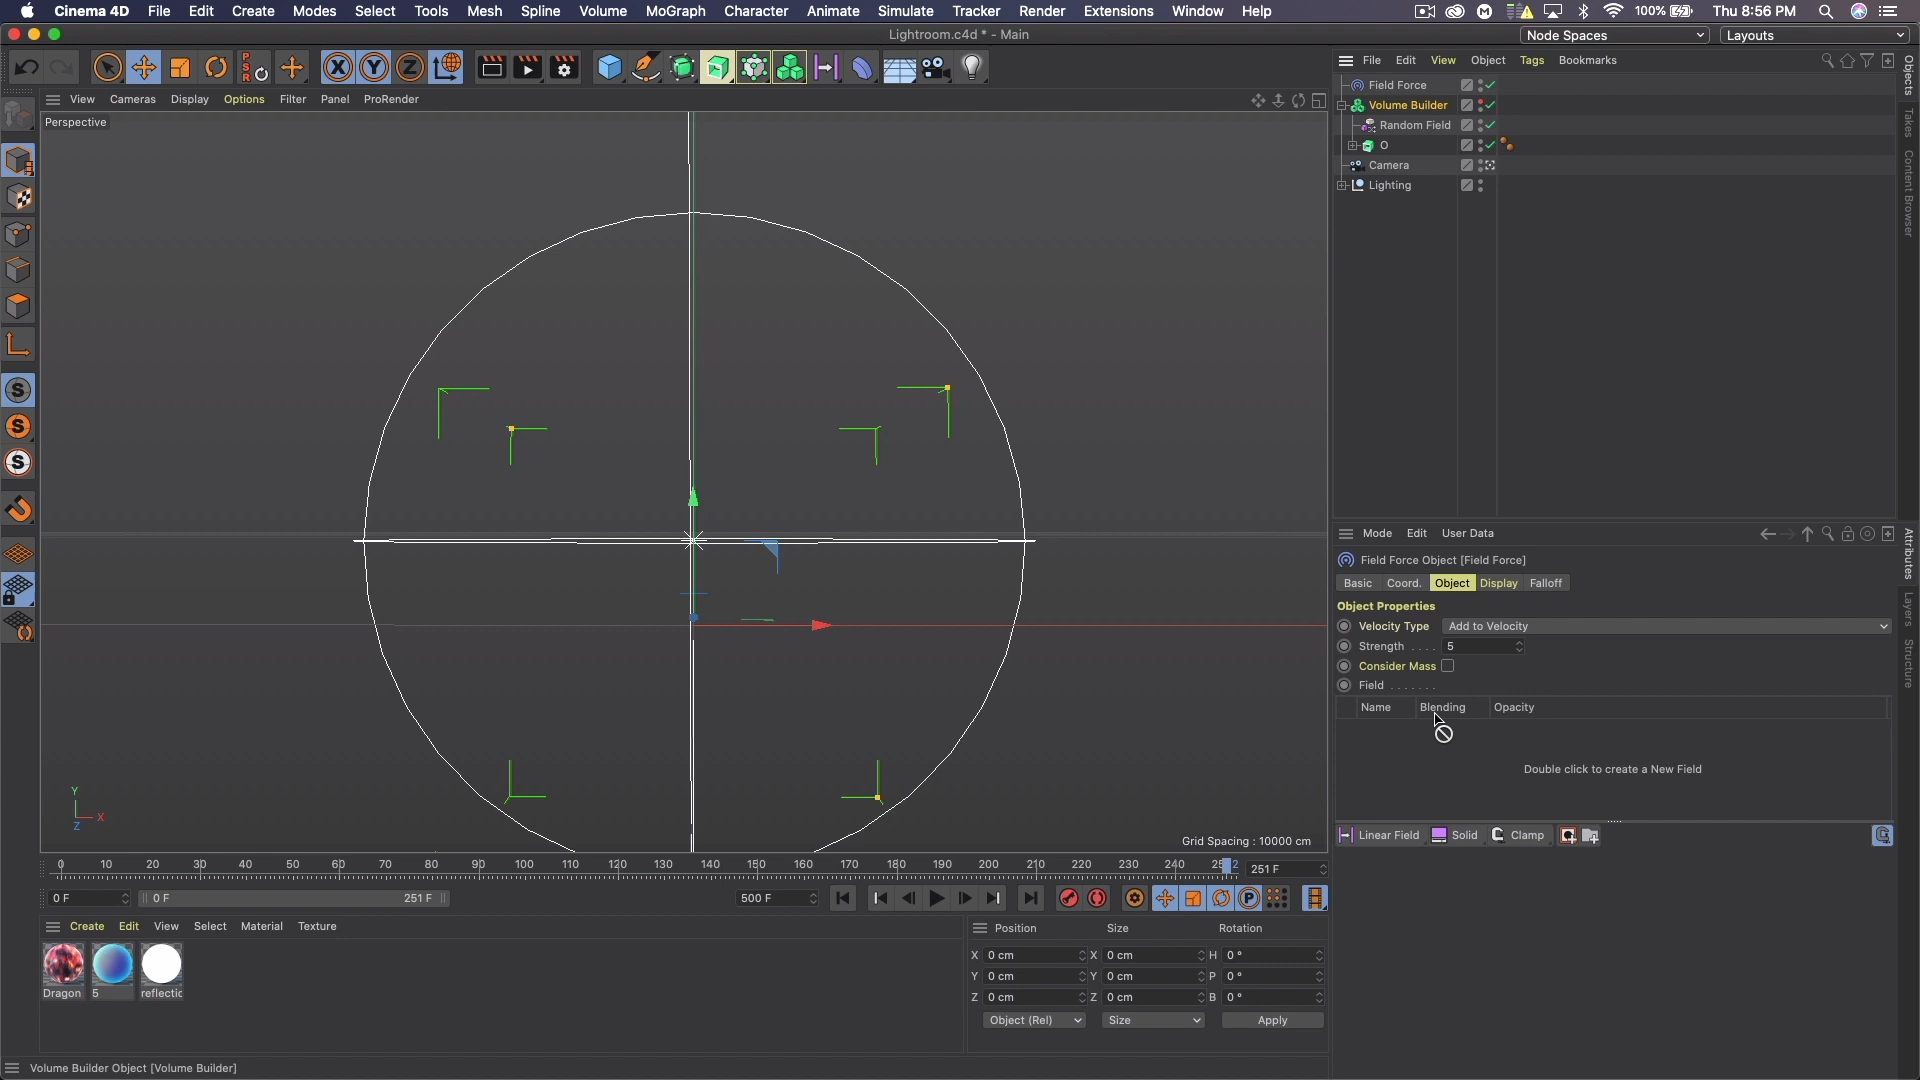 Cinema 4D File Edit Create Modes Select Tools Mesh Spline Volume MoGraph Character Animate Simulate Tracker Render Extensions Window Help 100% Thu 8:56 PM
Lightroom.c4d * - Main
Node Spaces Layouts
View Cameras Display Options Filter Panel ProRender
Perspective
Grid Spacing : 10000 cm
Y
X
Z
File Edit View Object Tags Bookmarks
Field Force
Volume Builder
Random Field
O
Camera
Lighting
Objects
Takes
Content Browser
Mode Edit User Data
Field Force Object [Field Force]
Basic Coord. Object Display Falloff
Object Properties
Velocity Type Add to Velocity
Strength . . . . 5
Consider Mass
Field . . . . . . .
Name Blending Opacity
Double click to create a New Field
Linear Field Solid Clamp
Attributes
Layers
Structure
0 10 20 30 40 50 60 70 80 90 100 110 120 130 140 150 160 170 180 190 200 210 220 230 240 251 F
0 F 0 F 251 F 500 F
Create Edit View Select Material Texture
Dragon 5 reflectic
Position Size Rotation
X 0 cm X 0 cm H 0 °
Y 0 cm Y 0 cm P 0 °
Z 0 cm Z 0 cm B 0 °
Object (Rel) Size Apply
Volume Builder Object [Volume Builder]